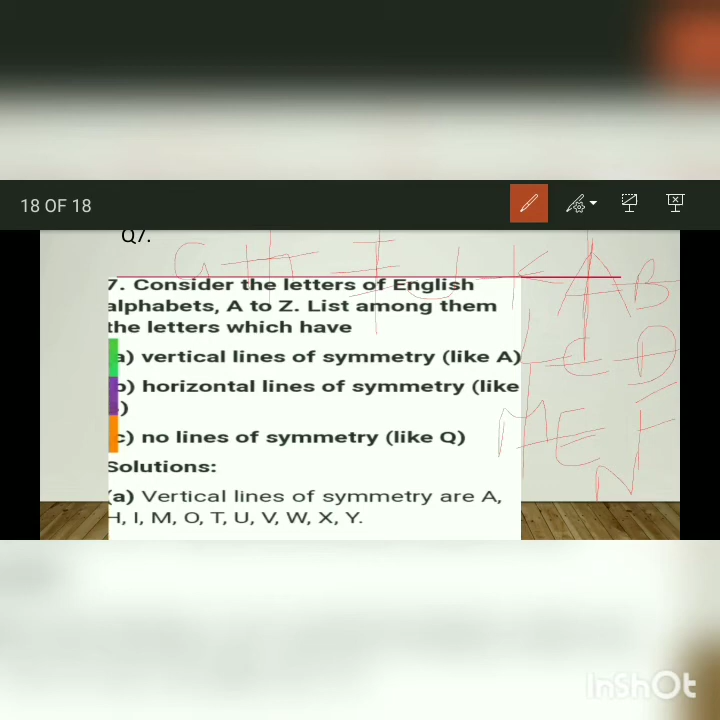 18 OF 18
Q7.
G H I J K A B
7. Consider the letters of English
alphabets, A to Z. List among them
the letters which have
a) vertical lines of symmetry (like A)
L C D
b) horizontal lines of symmetry (like
)
M E F
c) no lines of symmetry (like Q)
N
Solutions:
(a) Vertical lines of symmetry are A,
H, I, M, O, T, U, V, W, X, Y.
InShOt